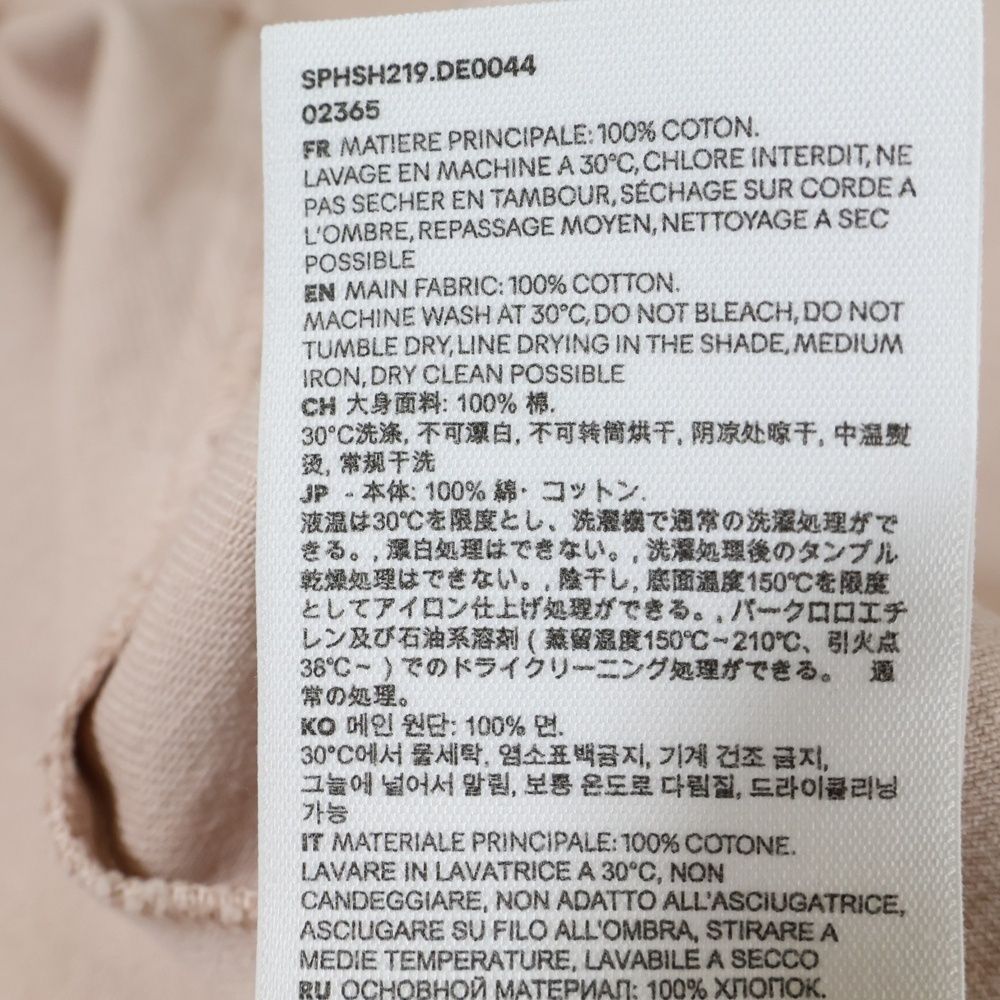 SPHSH219.DE0044
02365
FR MATIERE PRINCIPALE: 100% COTON.
LAVAGE EN MACHINE A 30°C, CHLORE INTERDIT, NE
PAS SECHER EN TAMBOUR, SÉCHAGE SUR CORDE A
L'OMBRE, REPASSAGE MOYEN, NETTOYAGE A SEC
POSSIBLE
EN MAIN FABRIC: 100% COTTON.
MACHINE WASH AT 30°C, DO NOT BLEACH, DO NOT
TUMBLE DRY, LINE DRYING IN THE SHADE, MEDIUM
IRON, DRY CLEAN POSSIBLE
CH 大身面料: 100% 棉.
30°C洗涤, 不可漂白, 不可转筒烘干, 阴凉处晾干, 中温熨
烫, 常规干洗
JP - 本体: 100% 綿・ コットン.
液温は30℃を限度とし、洗濯機で通常の洗濯処理がで
きる。, 漂白処理はできない。, 洗濯処理後のタンブル
乾燥処理はできない。, 陰干し, 底面温度150℃を限度
としてアイロン仕上げ処理ができる。, パークロロエチ
レン及び石油系溶剤 ( 蒸留温度150℃～210℃、引火点
38℃～ ) でのドライクリーニング処理ができる。 通
常の処理。
KO 메인 원단: 100% 면.
30°C에서 물세탁, 염소표백금지, 기계 건조 금지,
그늘에 널어서 말림, 보통 온도로 다림질, 드라이클리닝
가능
IT MATERIALE PRINCIPALE: 100% COTONE.
LAVARE IN LAVATRICE A 30°C, NON
CANDEGGIARE, NON ADATTO ALL'ASCIUGATRICE,
ASCIUGARE SU FILO ALL'OMBRA, STIRARE A
MEDIE TEMPERATURE, LAVABILE A SECCO
RU ОСНОВНОЙ МАТЕРИАЛ: 100% ХЛОПОК.